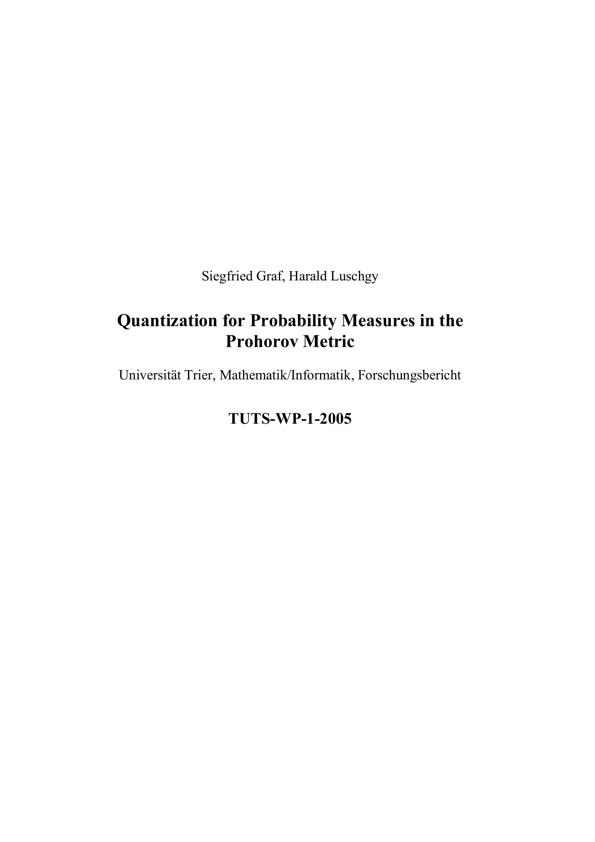 Siegfried Graf, Harald Luschgy
Quantization for Probability Measures in the
Prohorov Metric
Universität Trier, Mathematik/Informatik, Forschungsbericht
TUTS-WP-1-2005